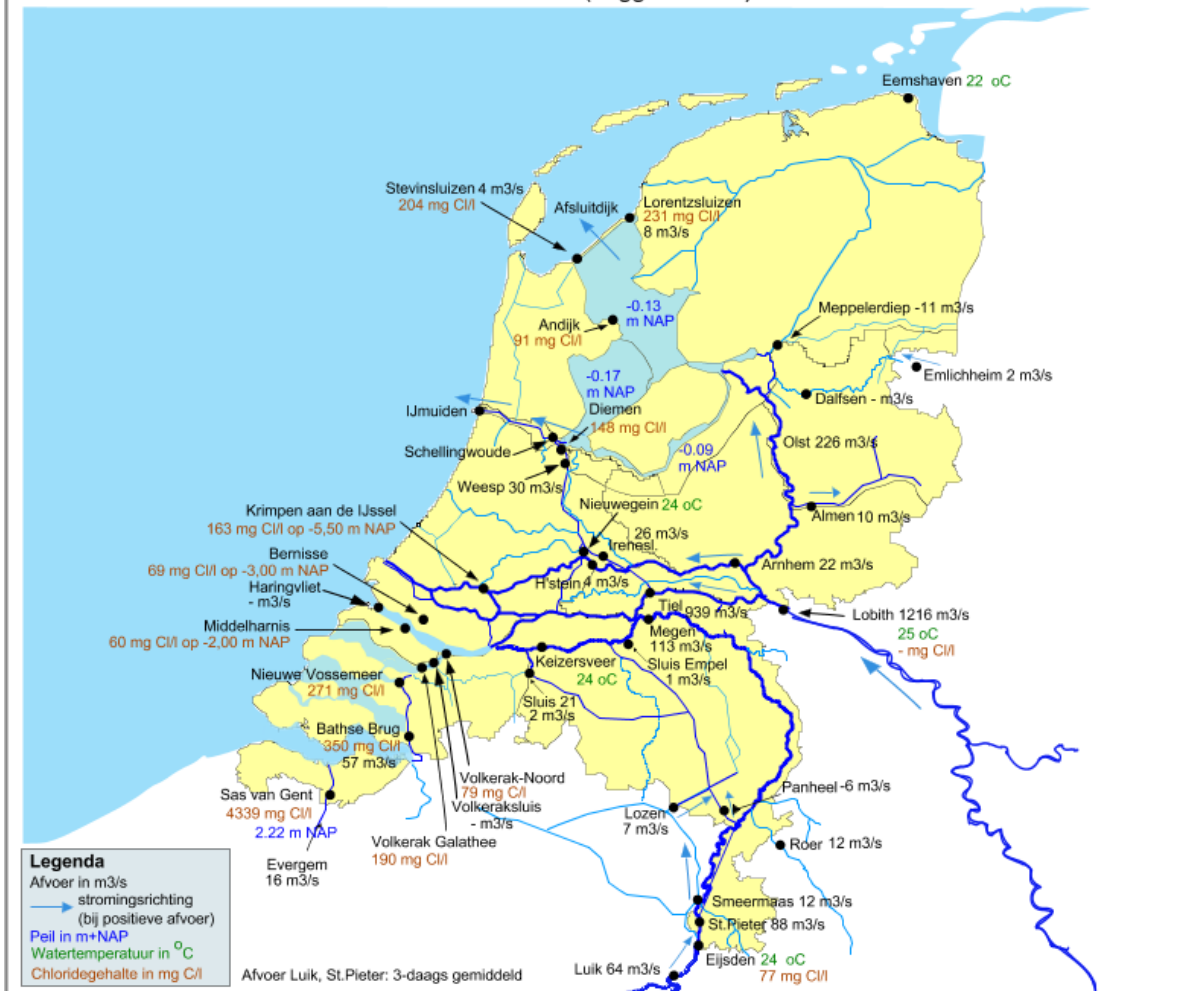 Eemshaven 22 oC
Stevinsluizen 4 m3/s
204 mg Cl/l
Afsluitdijk
Lorentzsluizen
231 mg Cl/l
8 m3/s
-0.13
m NAP
Andijk
91 mg Cl/l
Meppelerdiep -11 m3/s
Emlichheim 2 m3/s
-0.17
m NAP
Dalfsen - m3/s
IJmuiden
Diemen
148 mg Cl/l
Schellingwoude
-0.09
m NAP
Olst 226 m3/s
Weesp 30 m3/s
Nieuwegein 24 oC
Almen 10 m3/s
Krimpen aan de IJssel
163 mg Cl/l op -5,50 m NAP
26 m3/s
Irenesl.
Bernisse
69 mg Cl/l op -3,00 m NAP
Arnhem 22 m3/s
H'stein 4 m3/s
Haringvliet
- m3/s
Tiel 939 m3/s
Lobith 1216 m3/s
25 oC
- mg Cl/l
Middelharnis
60 mg Cl/l op -2,00 m NAP
Megen
113 m3/s
Keizersveer
24 oC
Sluis Empel
1 m3/s
Nieuwe Vossemeer
271 mg Cl/l
Sluis 21
2 m3/s
Bathse Brug
350 mg Cl/l
57 m3/s
Volkerak-Noord
79 mg C/l
Panheel -6 m3/s
Sas van Gent
4339 mg Cl/l
2.22 m NAP
Volkeraksluis
- m3/s
Lozen
7 m3/s
Volkerak Galathee
190 mg Cl/l
Roer 12 m3/s
Evergem
16 m3/s
Smeermaas 12 m3/s
St.Pieter 88 m3/s
Eijsden 24 oC
77 mg Cl/l
Luik 64 m3/s
Legenda
Afvoer in m3/s
stromingsrichting
(bij positieve afvoer)
Peil in m+NAP
Watertemperatuur in °C
Chloridegehalte in mg C/l
Afvoer Luik, St.Pieter: 3-daags gemiddeld